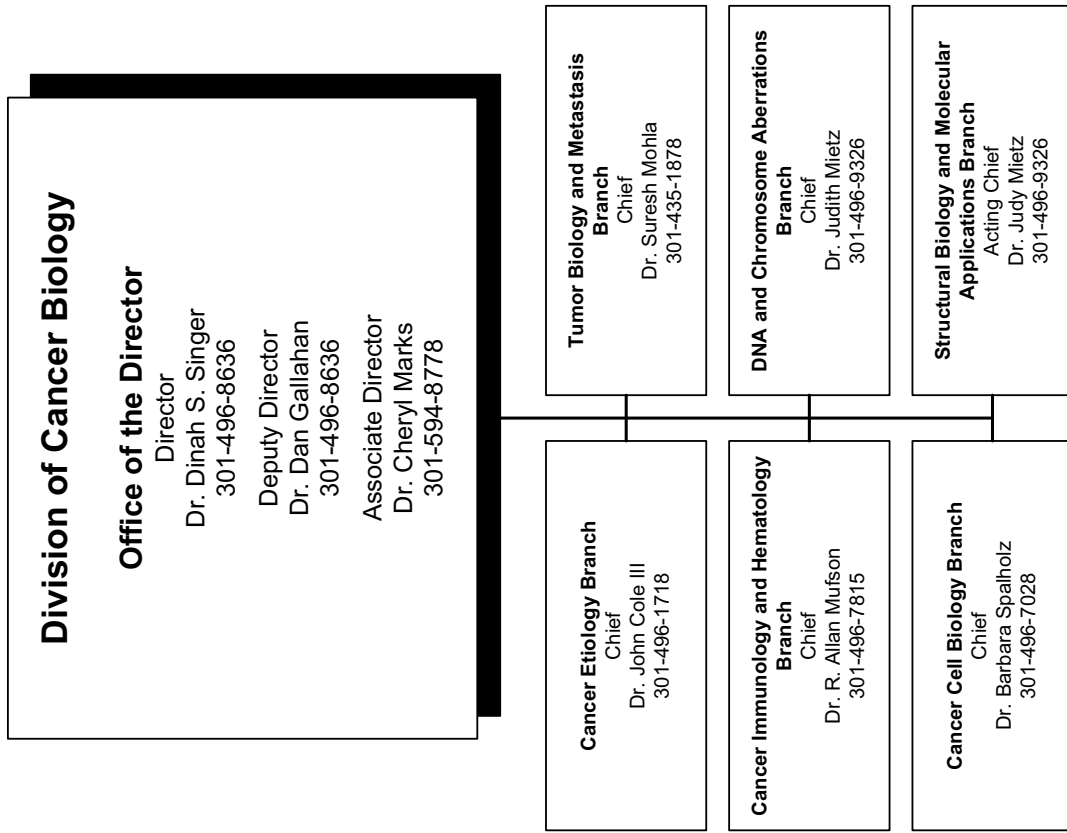 Division of Cancer Biology
Office of the Director
Director
Dr. Dinah S. Singer
301-496-8636
Deputy Director
Dr. Dan Gallahan
301-496-8636
Associate Director
Dr. Cheryl Marks
301-594-8778
Cancer Etiology Branch
Chief
Dr. John Cole III
301-496-1718
Tumor Biology and Metastasis
Branch
Chief
Dr. Suresh Mohla
301-435-1878
Cancer Immunology and Hematology
Branch
Chief
Dr. R. Allan Mufson
301-496-7815
DNA and Chromosome Aberrations
Branch
Chief
Dr. Judith Mietz
301-496-9326
Cancer Cell Biology Branch
Chief
Dr. Barbara Spalholz
301-496-7028
Structural Biology and Molecular
Applications Branch
Acting Chief
Dr. Judy Mietz
301-496-9326